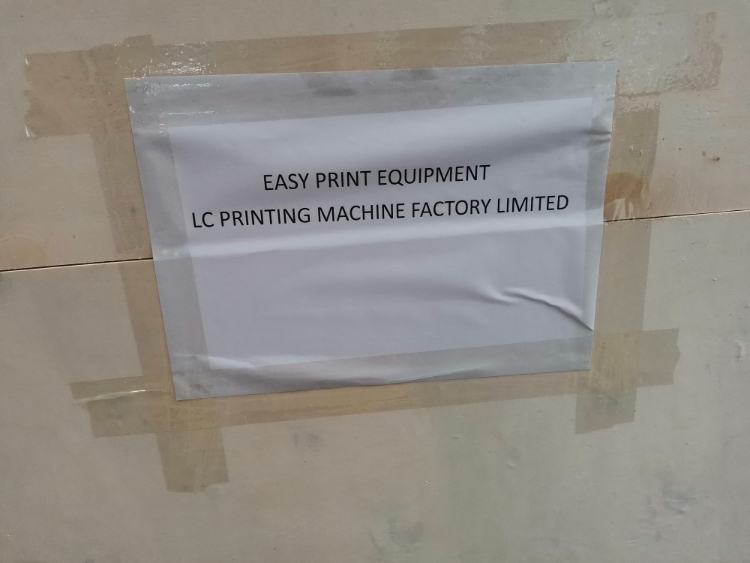 EASY PRINT EQUIPMENT
LC PRINTING MACHINE FACTORY LIMITED